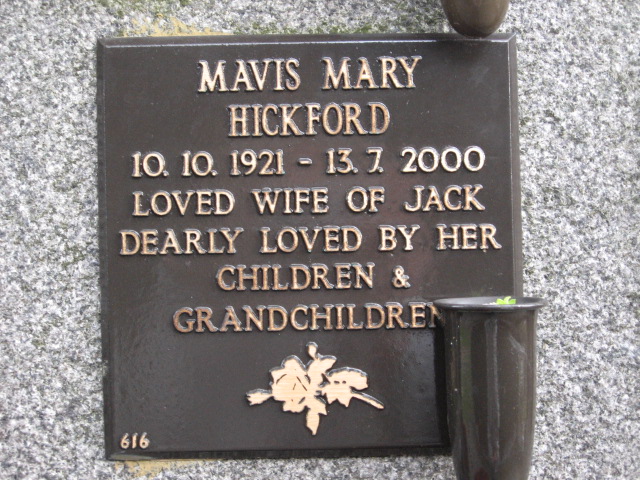 MAVIS MARY
HICKFORD
10. 10. 1921 - 13. 7. 2000
LOVED WIFE OF JACK
DEARLY LOVED BY HER
CHILDREN &
GRANDCHILDREN
616